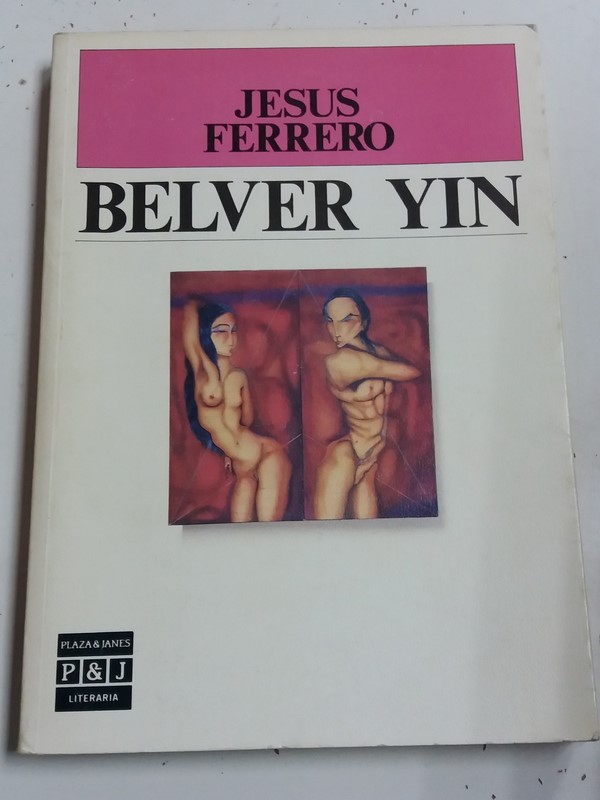 JESUS
FERRERO
BELVER YIN
PLAZA & JANES
P & J
LITERARIA